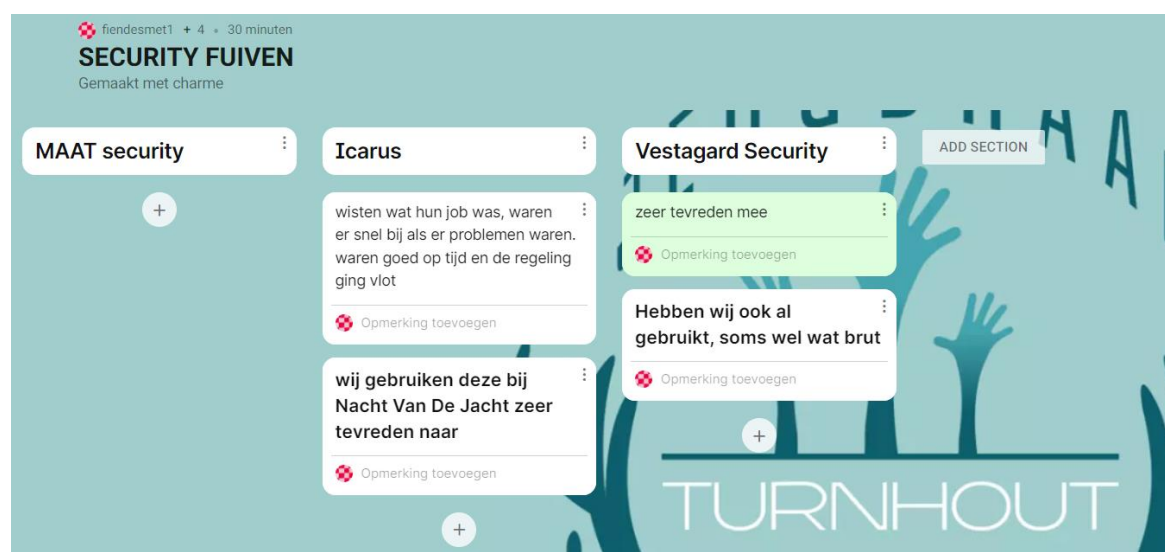 fiendesmet1 + 4 • 30 minuten
SECURITY FUIVEN
Gemaakt met charme
MAAT security
Icarus
wisten wat hun job was, waren
er snel bij als er problemen waren.
waren goed op tijd en de regeling
ging vlot
Opmerking toevoegen
wij gebruiken deze bij
Nacht Van De Jacht zeer
tevreden naar
Opmerking toevoegen
Vestagard Security
zeer tevreden mee
Opmerking toevoegen
Hebben wij ook al
gebruikt, soms wel wat brut
Opmerking toevoegen
ADD SECTION
TURNHOUT